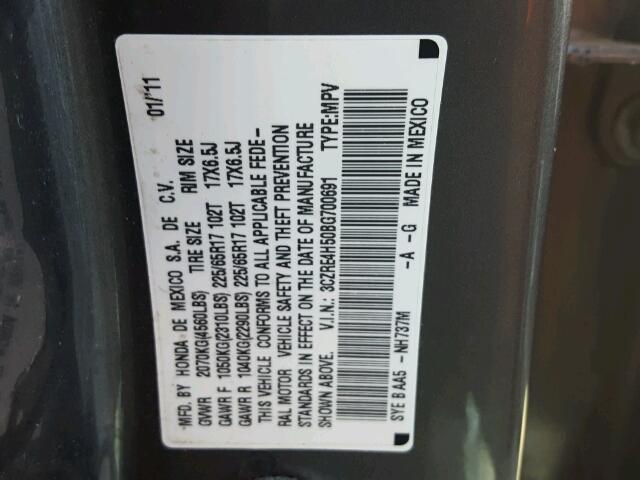 MFD. BY HONDA DE MEXICO S.A. DE C.V. 01/'11
GVWR 2070KG(4560LBS) TIRE SIZE RIM SIZE
GAWR F 1050KG(2310LBS) 225/65R17 102T 17X6.5J
GAWR R 1040KG(2290LBS) 225/65R17 102T 17X6.5J
THIS VEHICLE CONFORMS TO ALL APPLICABLE FEDE-
RAL MOTOR VEHICLE SAFETY AND THEFT PREVENTION
STANDARDS IN EFFECT ON THE DATE OF MANUFACTURE
SHOWN ABOVE. V.I.N.: 3CZRE4H50BG700691 TYPE:MPV
SYE B AA5 -NH737M -A -G MADE IN MEXICO